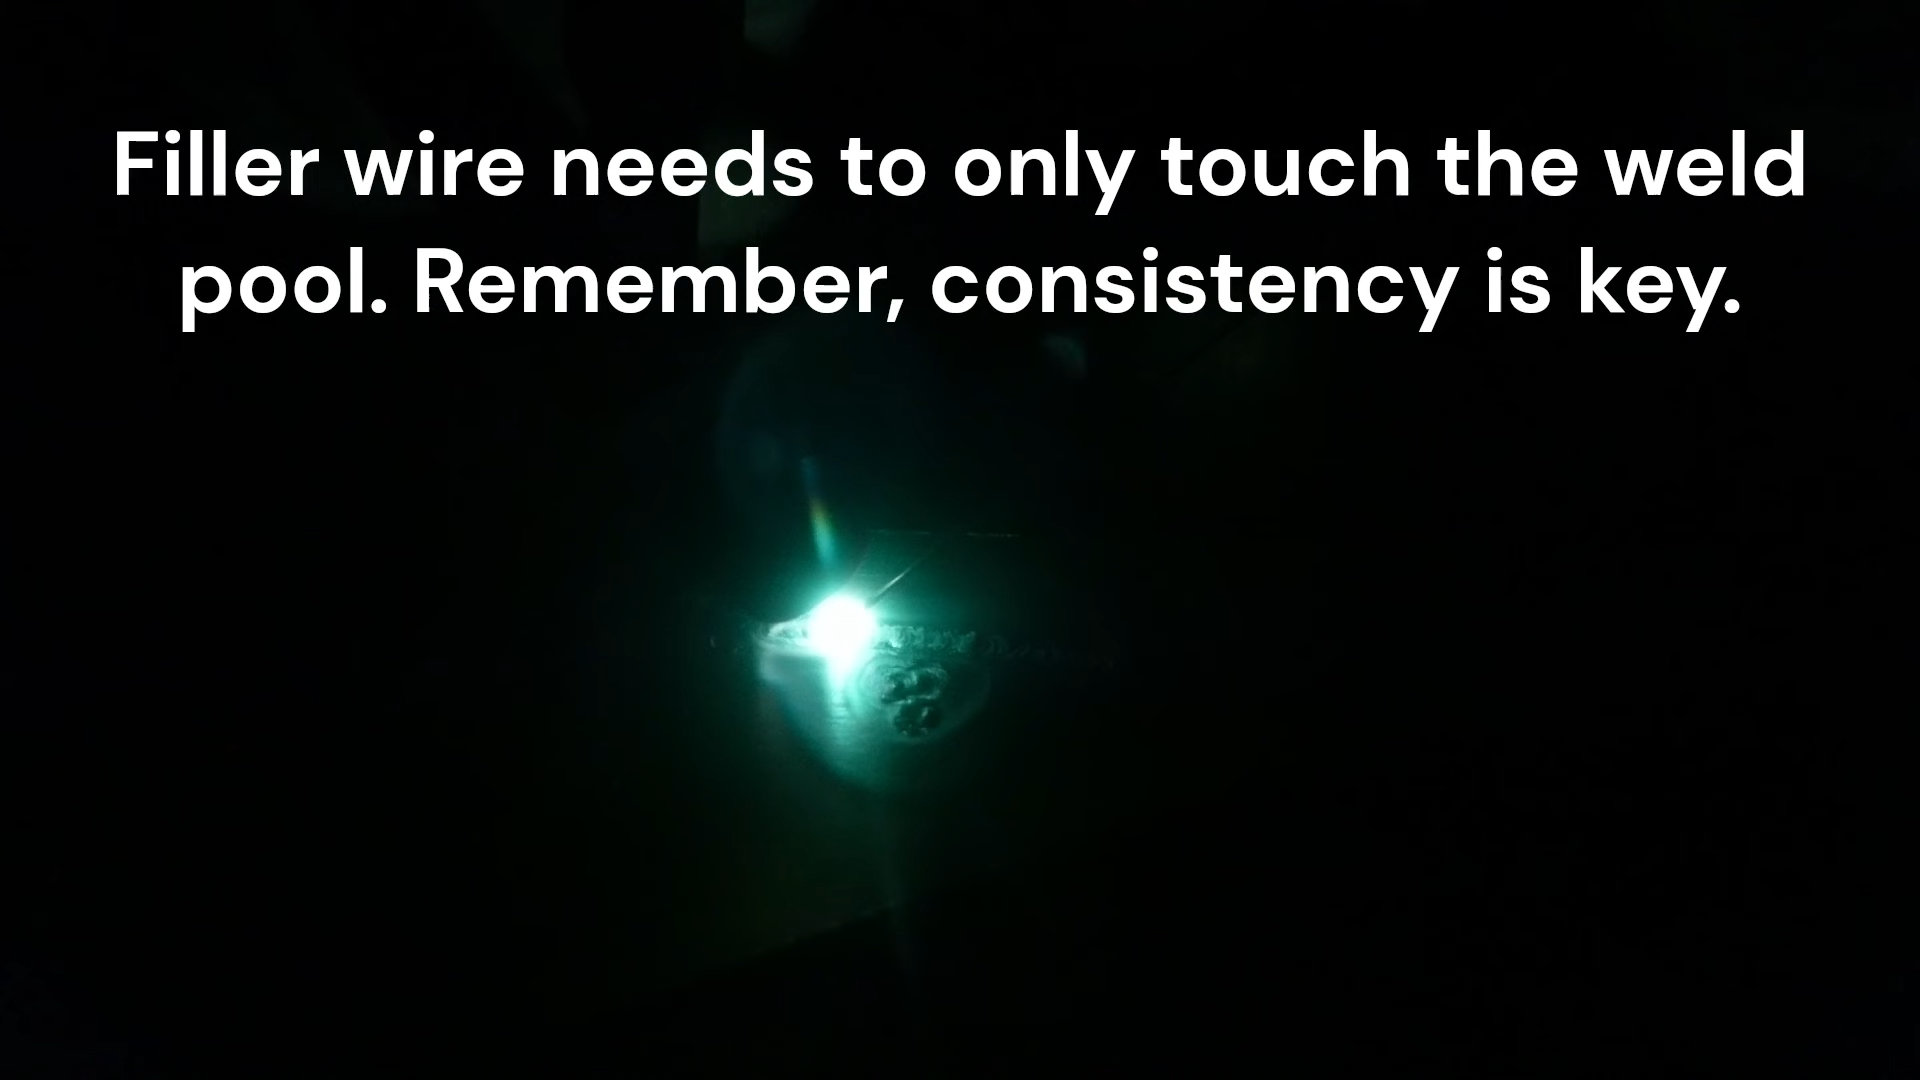 Filler wire needs to only touch the weld
pool. Remember, consistency is key.